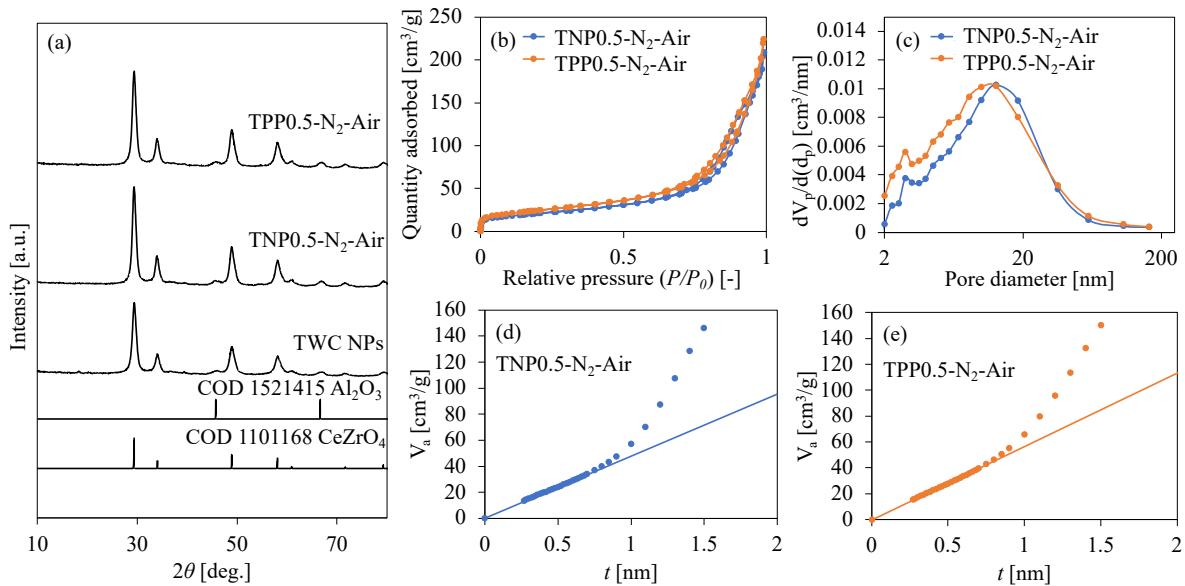 (a)
TPP0.5-N₂-Air
TNP0.5-N₂-Air
TWC NPs
COD 1521415 Al₂O₃
COD 1101168 CeZrO₄
Intensity [a.u.]
10 30 50 70
2θ [deg.]
(b)
TNP0.5-N₂-Air
TPP0.5-N₂-Air
Quantity adsorbed [cm³/g]
250
200
150
100
50
0
0 0.5 1
Relative pressure (P/P₀) [-]
(c)
TNP0.5-N₂-Air
TPP0.5-N₂-Air
dVₚ/d(dₚ) [cm³/nm]
0.014
0.012
0.01
0.008
0.006
0.004
0.002
0
2 20 200
Pore diameter [nm]
(d)
TNP0.5-N₂-Air
Vₐ [cm³/g]
160
140
120
100
80
60
40
20
0
0 0.5 1 1.5 2
t [nm]
(e)
TPP0.5-N₂-Air
Vₐ [cm³/g]
160
140
120
100
80
60
40
20
0
0 0.5 1 1.5 2
t [nm]